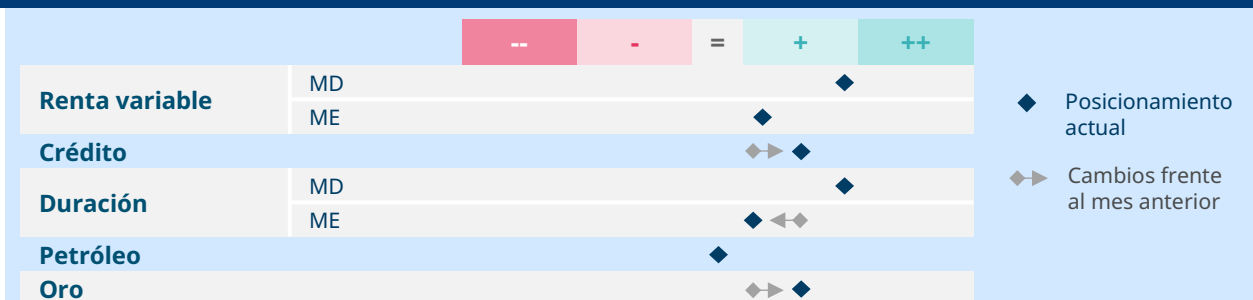 -- - = + ++
Renta variable
MD
ME
Crédito
Duración
MD
ME
Petróleo
Oro
Posicionamiento
actual
Cambios frente
al mes anterior